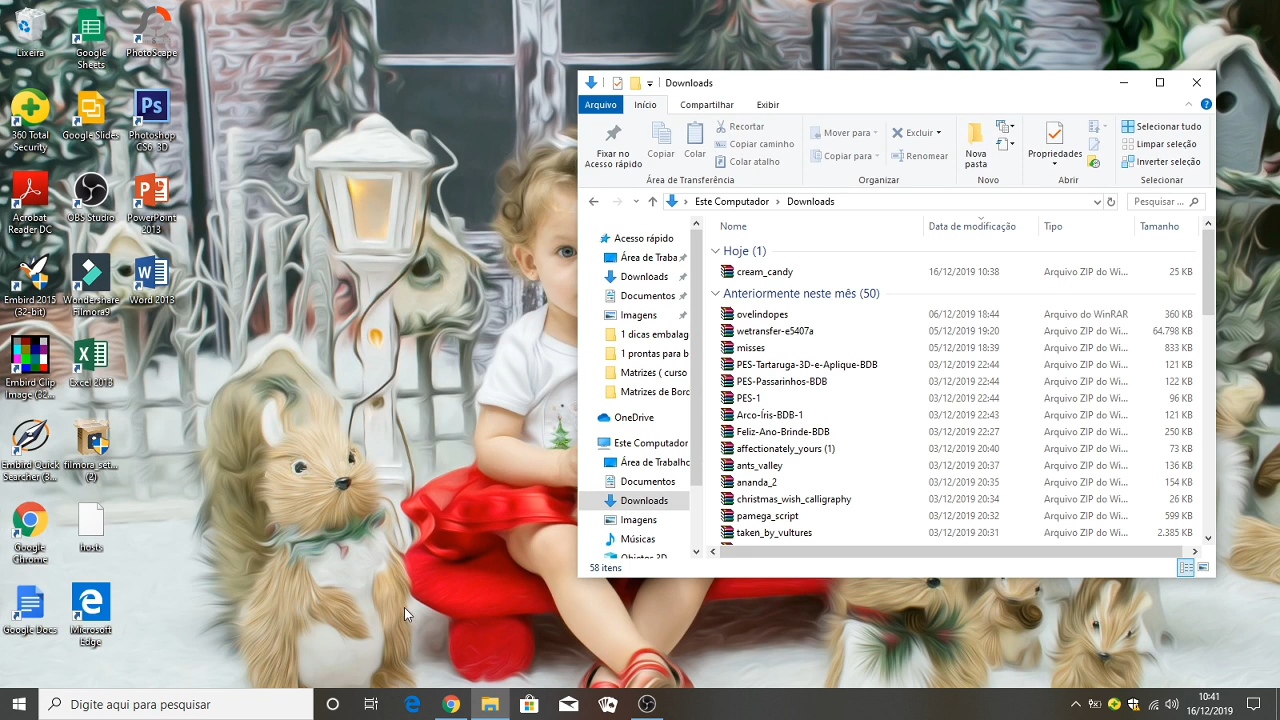 Lixeira
Google Sheets
PhotoScape
360 Total Security
Google Slides
Photoshop CS6 3D
Acrobat Reader DC
OBS Studio
PowerPoint 2013
Embird 2015 (32-bit)
Wondershare Filmora9
Word 2013
Embird Clip Image (32...
Excel 2013
Embird Quick Searcher (3...
filmora_set... (2)
Google Chrome
hosts
Google Docs
Microsoft Edge
Downloads
Arquivo Início Compartilhar Exibir
Fixar no Acesso rápido
Copiar
Colar
Recortar
Copiar caminho
Colar atalho
Área de Transferência
Mover para
Copiar para
Excluir
Renomear
Organizar
Nova pasta
Novo
Propriedades
Abrir
Selecionar tudo
Limpar seleção
Inverter seleção
Selecionar
Este Computador > Downloads
Pesquisar ...
Acesso rápido
Área de Traba
Downloads
Documentos
Imagens
1 dicas embalag
1 prontas para b
Matrizes ( curso
Matrizes de Bord
OneDrive
Este Computador
Área de Trabalho
Documentos
Downloads
Imagens
Músicas
Objetos 3D
Nome Data de modificação Tipo Tamanho
Hoje (1)
cream_candy 16/12/2019 10:38 Arquivo ZIP do Wi... 25 KB
Anteriormente neste mês (50)
ovelindopes 06/12/2019 18:44 Arquivo do WinRAR 360 KB
wetransfer-e5407a 05/12/2019 19:20 Arquivo ZIP do Wi... 64.798 KB
misses 05/12/2019 18:39 Arquivo ZIP do Wi... 833 KB
PES-Tartaruga-3D-e-Aplique-BDB 03/12/2019 22:44 Arquivo ZIP do Wi... 121 KB
PES-Passarinhos-BDB 03/12/2019 22:44 Arquivo ZIP do Wi... 122 KB
PES-1 03/12/2019 22:44 Arquivo ZIP do Wi... 96 KB
Arco-Íris-BDB-1 03/12/2019 22:43 Arquivo ZIP do Wi... 121 KB
Feliz-Ano-Brinde-BDB 03/12/2019 22:27 Arquivo ZIP do Wi... 250 KB
affectionately_yours (1) 03/12/2019 20:40 Arquivo ZIP do Wi... 73 KB
ants_valley 03/12/2019 20:37 Arquivo ZIP do Wi... 136 KB
ananda_2 03/12/2019 20:35 Arquivo ZIP do Wi... 34 KB
christmas_wish_calligraphy 03/12/2019 20:34 Arquivo ZIP do Wi... 26 KB
pamega_script 03/12/2019 20:32 Arquivo ZIP do Wi... 599 KB
taken_by_vultures 03/12/2019 20:31 Arquivo ZIP do Wi... 2.385 KB
58 itens
Digite aqui para pesquisar
10:41
16/12/2019